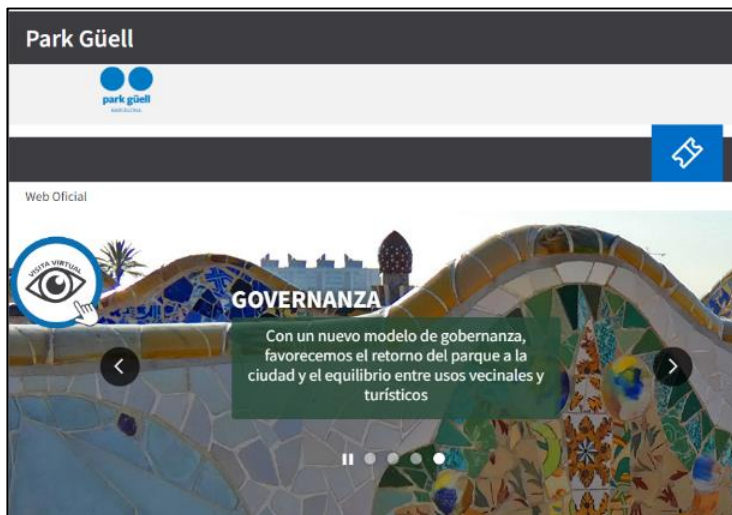 Park Güell
park güell
BARCELONA
Web Oficial
VISITA VIRTUAL
GOVERNANZA
Con un nuevo modelo de gobernanza,
favorecemos el retorno del parque a la
ciudad y el equilibrio entre usos vecinales y
turísticos